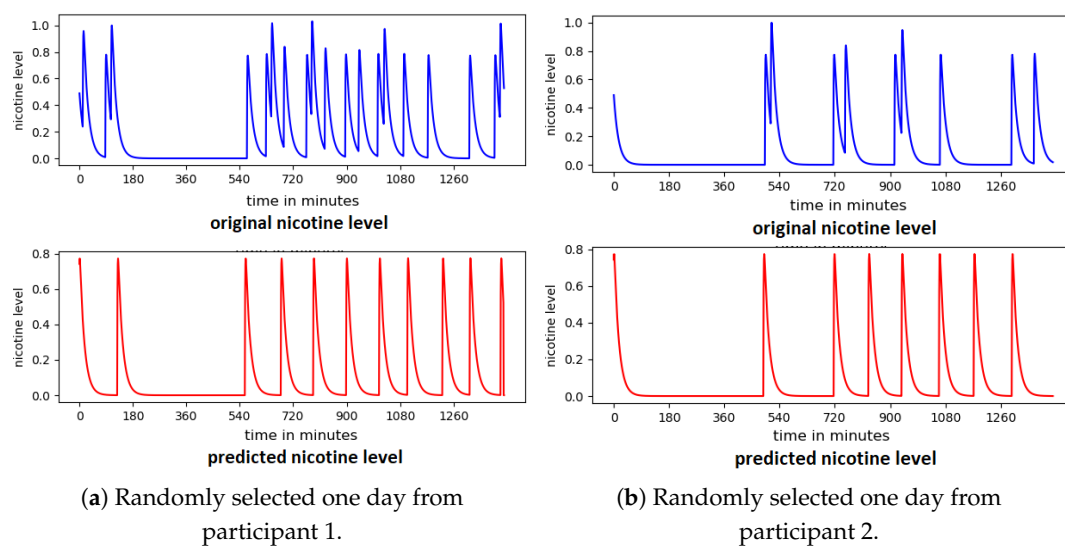 nicotine level
1.0
0.8
0.6
0.4
0.2
0.0
0 180 360 540 720 900 1080 1260
time in minutes
original nicotine level
nicotine level
0.8
0.6
0.4
0.2
0.0
0 180 360 540 720 900 1080 1260
time in minutes
predicted nicotine level
(a) Randomly selected one day from
participant 1.
nicotine level
1.0
0.8
0.6
0.4
0.2
0.0
0 180 360 540 720 900 1080 1260
time in minutes
original nicotine level
nicotine level
0.8
0.6
0.4
0.2
0.0
0 180 360 540 720 900 1080 1260
time in minutes
predicted nicotine level
(b) Randomly selected one day from
participant 2.